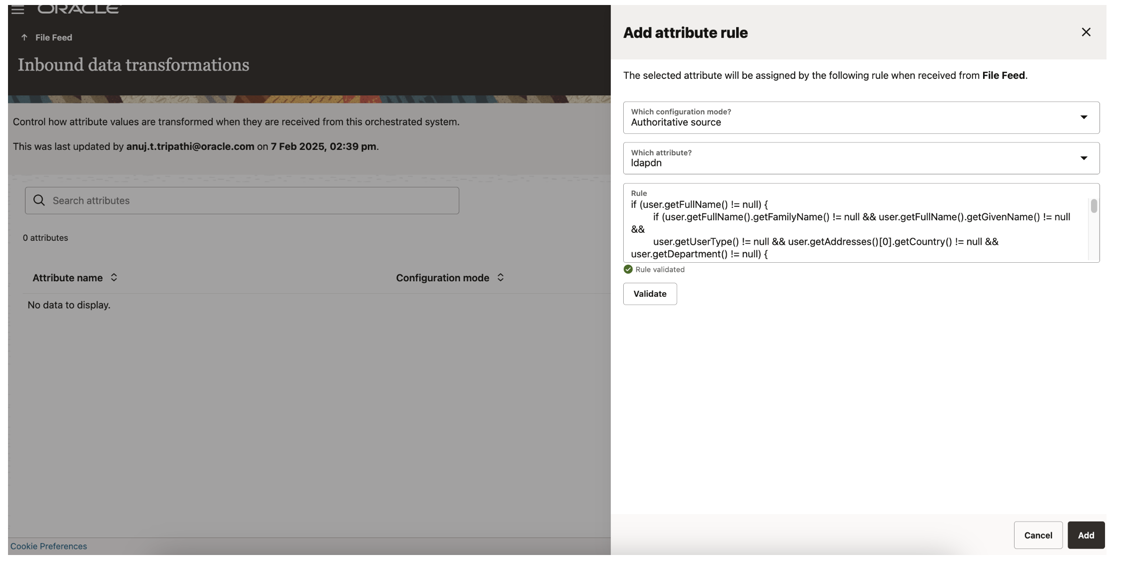 ORACLE
File Feed
Inbound data transformations
Control how attribute values are transformed when they are received from this orchestrated system.
This was last updated by anuj.t.tripathi@oracle.com on 7 Feb 2025, 02:39 pm.
Search attributes
0 attributes
Attribute name
Configuration mode
No data to display.
Cookie Preferences
Add attribute rule
The selected attribute will be assigned by the following rule when received from File Feed.
Which configuration mode?
Authoritative source
Which attribute?
ldapdn
Rule
if (user.getFullName() != null) {
if (user.getFullName().getFamilyName() != null && user.getFullName().getGivenName() != null
&&
user.getUserType() != null && user.getAddresses()[0].getCountry() != null &&
user.getDepartment() != null) {
Rule validated
Validate
Cancel
Add